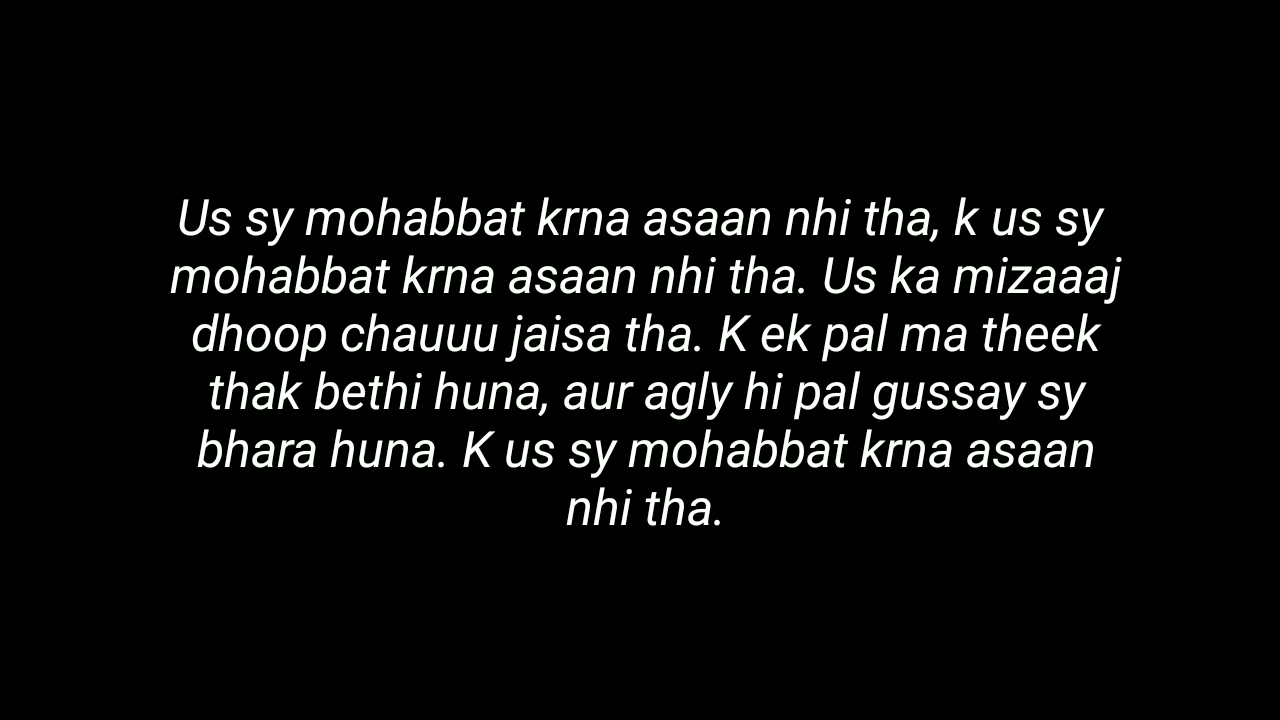 Us sy mohabbat krna asaan nhi tha, k us sy
mohabbat krna asaan nhi tha. Us ka mizaaaj
dhoop chauuu jaisa tha. K ek pal ma theek
thak bethi huna, aur agly hi pal gussay sy
bhara huna. K us sy mohabbat krna asaan
nhi tha.